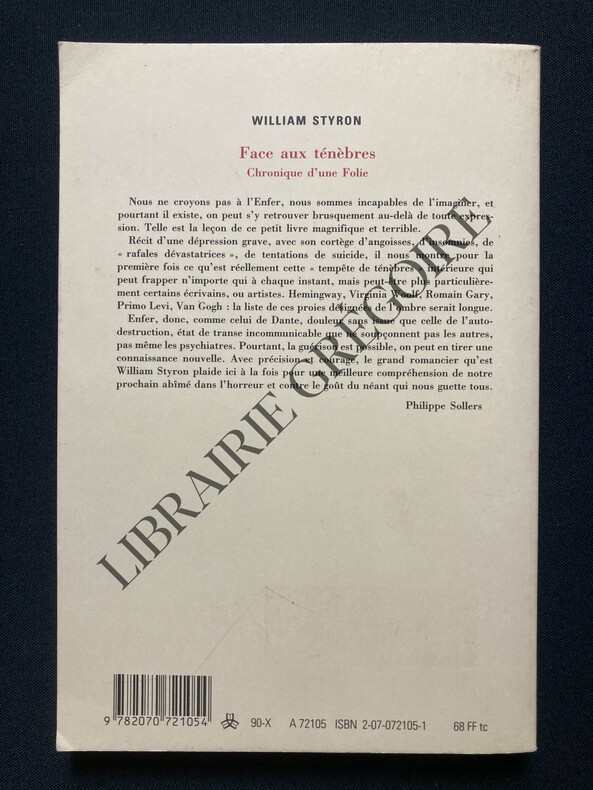 WILLIAM STYRON
Face aux ténèbres
Chronique d'une Folie
Nous ne croyons pas à l'Enfer, nous sommes incapables de l'imaginer, et
pourtant il existe, on peut s'y retrouver brusquement au-delà de toute expres-
sion. Telle est la leçon de ce petit livre magnifique et terrible.
Récit d'une dépression grave, avec son cortège d'angoisses, d'insomnies, de
« rafales dévastatrices », de tentations de suicide, il nous montre pour la
première fois ce qu'est réellement cette « tempête de ténèbres » intérieure qui
peut frapper n'importe qui à chaque instant, mais peut-être plus particulière-
ment certains écrivains, ou artistes. Hemingway, Virginia Woolf, Romain Gary,
Primo Levi, Van Gogh : la liste de ces proies désignées de l'ombre serait longue.
Enfer, donc, comme celui de Dante, douleur sans issue que celle de l'auto-
destruction, état de transe incommunicable que ne soupçonnent pas les autres,
pas même les psychiatres. Pourtant, la guérison est possible, on peut en tirer une
connaissance nouvelle. Avec précision et courage, le grand romancier qu'est
William Styron plaide ici à la fois pour une meilleure compréhension de notre
prochain abîmé dans l'horreur et contre le goût du néant qui nous guette tous.
Philippe Sollers
LIBRAIRIE GRÉGOIRE
9 782070 721054
90-X A 72105 ISBN 2-07-072105-1 68 FF tc